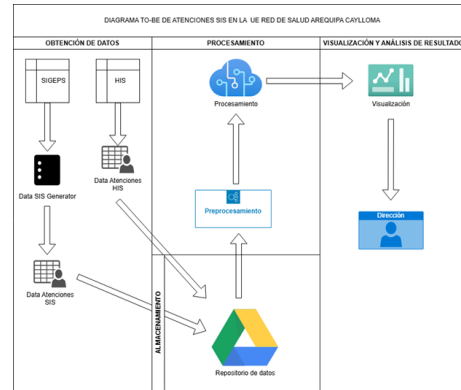 DIAGRAMA TO-BE DE ATENCIONES SIS EN LA UE RED DE SALUD AREQUIPA CAYLLOMA
OBTENCIÓN DE DATOS
PROCESAMIENTO
VISUALIZACIÓN Y ANÁLISIS DE RESULTADO
SIGEPS
HIS
Procesamiento
Visualización
Data Atenciones
HIS
Data SIS Generator
Preprocesamiento
Dirección
Data Atenciones
SIS
ALMACENAMIENTO
Repositorio de datos